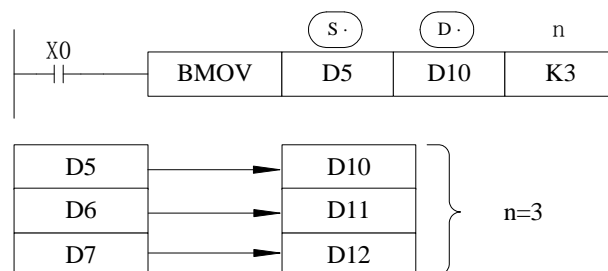 S· D· n
X0
BMOV D5 D10 K3
D5 D10
D6 D11 n=3
D7 D12